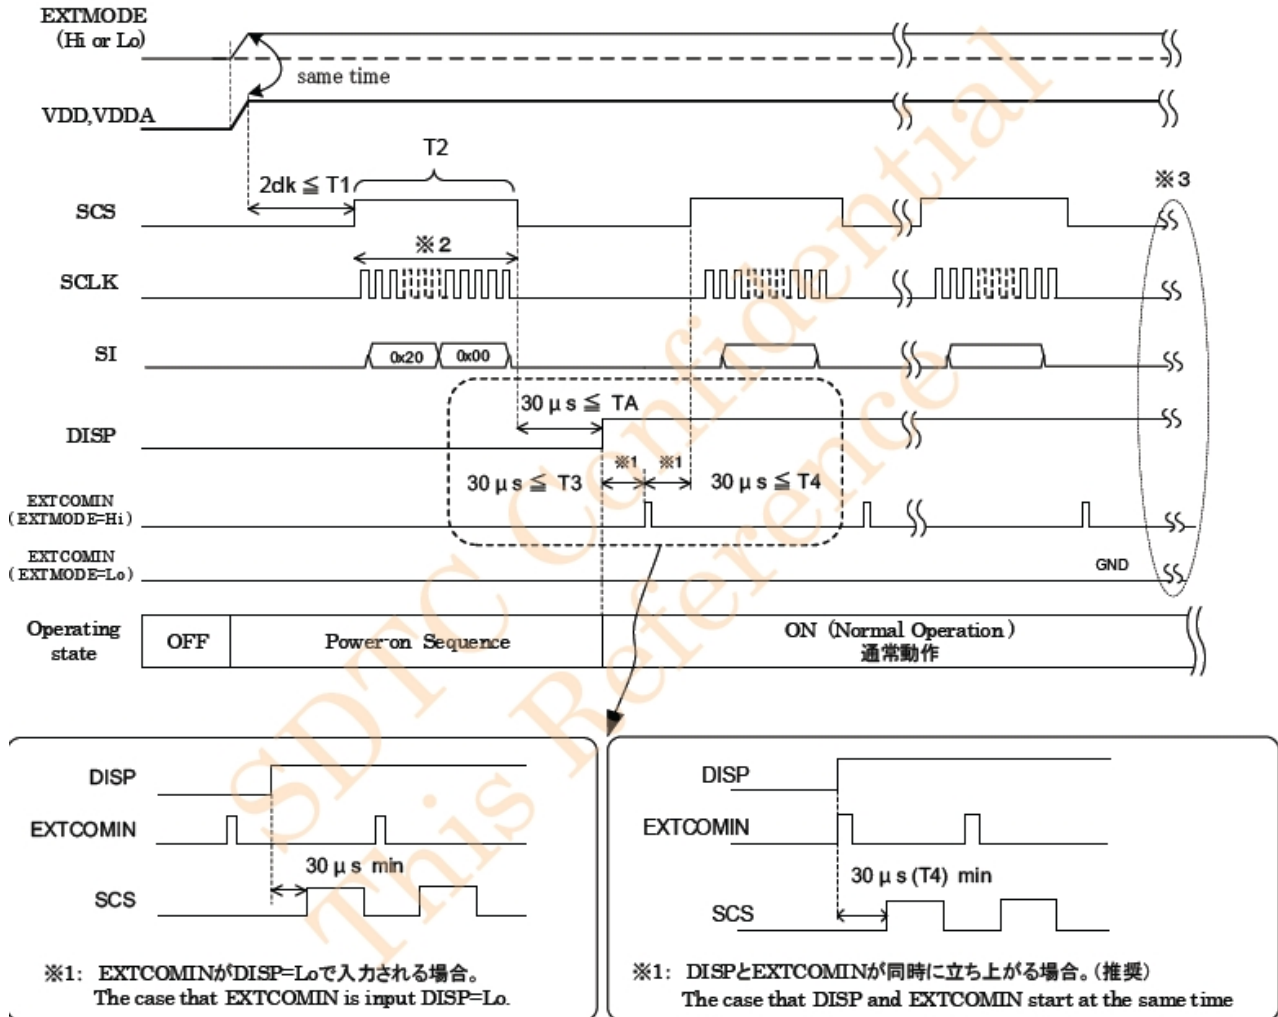 EXTMODE
(Hi or Lo)
same time
VDD,VDDA
T2
2clk ≦ T1
※3
SCS
※2
SCLK
SI
0x20
0x00
30 μs ≦ TA
DISP
※1
※1
30 μs ≦ T3
30 μs ≦ T4
EXTCOMIN
(EXTMODE=Hi)
EXTCOMIN
(EXTMODE=Lo)
GND
Operating
state
OFF
Power-on Sequence
ON (Normal Operation)
通常動作
DISP
EXTCOMIN
30 μs min
SCS
※1: EXTCOMINがDISP=Loで入力される場合。
The case that EXTCOMIN is input DISP=Lo.
DISP
EXTCOMIN
30 μs (T4) min
SCS
※1: DISPとEXTCOMINが同時に立ち上がる場合。(推奨)
The case that DISP and EXTCOMIN start at the same time
SDTC Confidential
This Reference